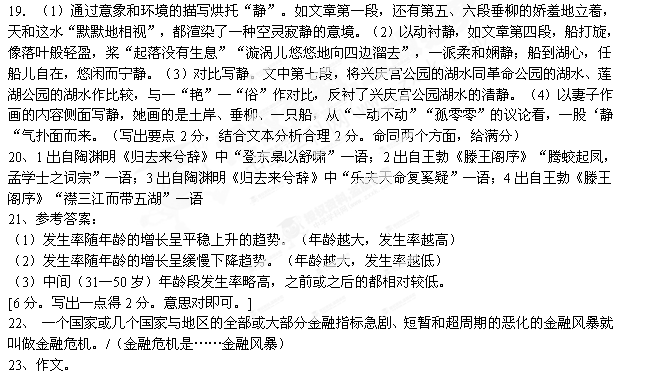 19．（1）通过意象和环境的描写烘托“静”。如文章第一段，还有第五、六段垂柳的娇羞地立着，
天和这水“默默地相视”，都渲染了一种空灵寂静的意境。（2）以动衬静，如文章第四段，船打旋，
像落叶般轻盈，桨“起落没有生息”“漩涡儿悠悠地向四边溜去”，一派柔和娴静；船到湖心，任
船儿自在，悠闲而宁静。（3）对比写静。文中第七段，将兴庆宫公园的湖水同革命公园的湖水、莲
湖公园的湖水作比较，与一“艳”一“俗”作对比，反衬了兴庆宫公园湖水的清静。（4）以妻子作
画的内容侧面写静，她画的是土岸、垂柳、一只船，从“一动不动”“孤零零”的议论看，一股‘静
“气扑面而来。（写出要点 2 分，结合文本分析合理 2 分。命同两个方面，给满分）
20、1 出自陶渊明《归去来兮辞》中“登东皋以舒啸”一语；2 出自王勃《滕王阁序》“腾蛟起凤，
孟学士之词宗”一语；3 出自陶渊明《归去来兮辞》中“乐夫天命复奚疑”一语；4 出自王勃《滕王
阁序》“襟三江而带五湖”一语
21、参考答案：
（1）发生率随年龄的增长呈平稳上升的趋势。（年龄越大，发生率越高）
（2）发生率随年龄的增长呈缓慢下降趋势。（年龄越大，发生率越低）
（3）中间（31—50 岁）年龄段发生率略高，之前或之后的都相对较低。
[6 分。写出一点得 2 分。意思对即可。]
22、 一个国家或几个国家与地区的全部或大部分金融指标急剧、短暂和超周期的恶化的金融风暴就
叫做金融危机。/（金融危机是……金融风暴）
23、作文。